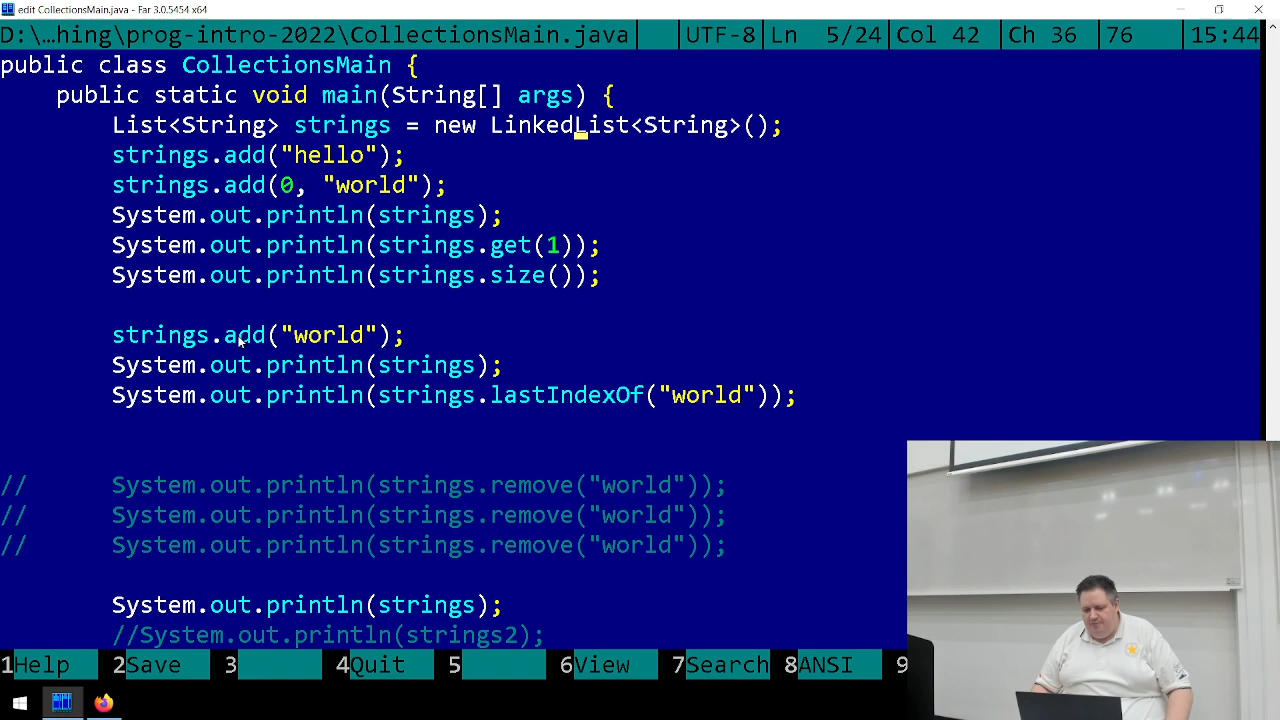 edit CollectionsMain.java - Far 3.0.5454 x64
D:\…hing\prog-intro-2022\CollectionsMain.java │UTF-8│Ln 5/24│Col 42│Ch 36│76 │15:44
public class CollectionsMain {
    public static void main(String[] args) {
        List<String> strings = new LinkedList<String>();
        strings.add("hello");
        strings.add(0, "world");
        System.out.println(strings);
        System.out.println(strings.get(1));
        System.out.println(strings.size());
        strings.add("world");
        System.out.println(strings);
        System.out.println(strings.lastIndexOf("world"));
//      System.out.println(strings.remove("world"));
//      System.out.println(strings.remove("world"));
//      System.out.println(strings.remove("world"));
        System.out.println(strings);
        //System.out.println(strings2);
1Help 2Save 3 4Quit 5 6View 7Search 8ANSI 9